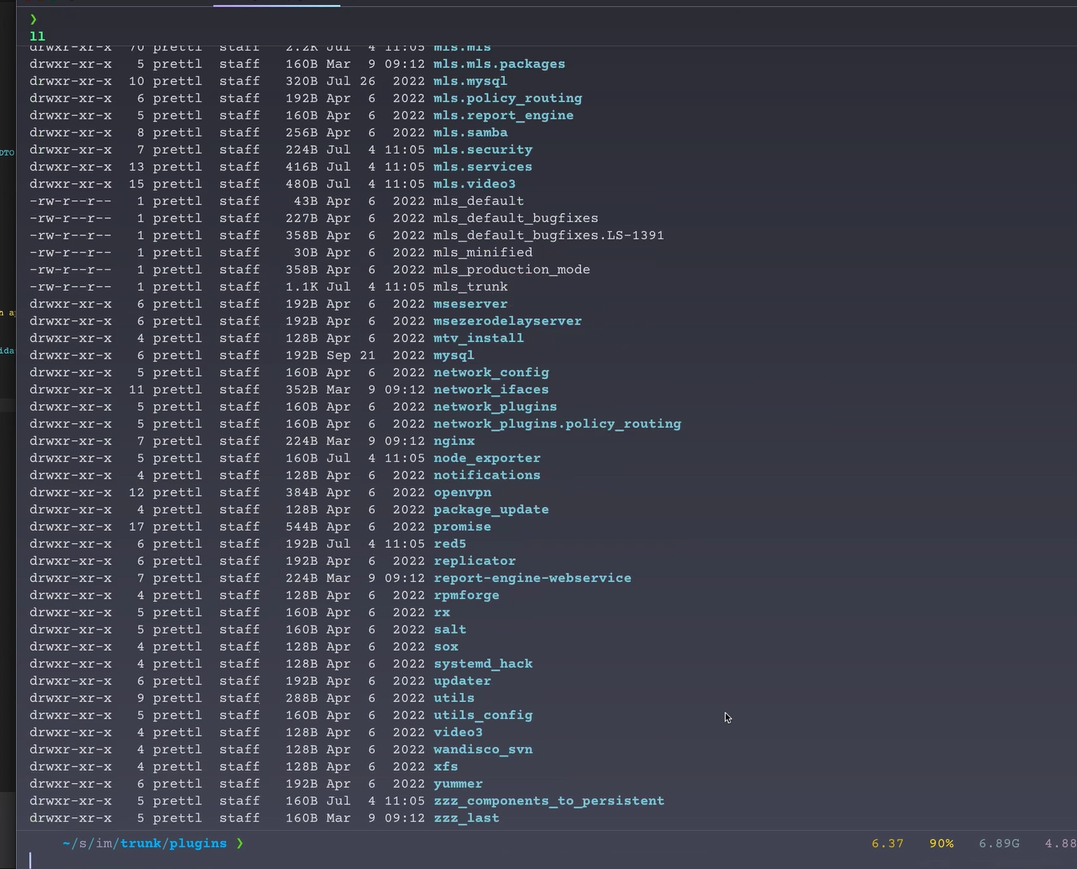 ❯
ll
drwxr-xr-x  70 prettl  staff   2.2K Jul  4 11:05 mls.mls
drwxr-xr-x   5 prettl  staff   160B Mar  9 09:12 mls.mls.packages
drwxr-xr-x  10 prettl  staff   320B Jul 26  2022 mls.mysql
drwxr-xr-x   6 prettl  staff   192B Apr  6  2022 mls.policy_routing
drwxr-xr-x   5 prettl  staff   160B Apr  6  2022 mls.report_engine
drwxr-xr-x   8 prettl  staff   256B Apr  6  2022 mls.samba
drwxr-xr-x   7 prettl  staff   224B Jul  4 11:05 mls.security
drwxr-xr-x  13 prettl  staff   416B Jul  4 11:05 mls.services
drwxr-xr-x  15 prettl  staff   480B Jul  4 11:05 mls.video3
-rw-r--r--   1 prettl  staff    43B Apr  6  2022 mls_default
-rw-r--r--   1 prettl  staff   227B Apr  6  2022 mls_default_bugfixes
-rw-r--r--   1 prettl  staff   358B Apr  6  2022 mls_default_bugfixes.LS-1391
-rw-r--r--   1 prettl  staff    30B Apr  6  2022 mls_minified
-rw-r--r--   1 prettl  staff   358B Apr  6  2022 mls_production_mode
-rw-r--r--   1 prettl  staff   1.1K Jul  4 11:05 mls_trunk
drwxr-xr-x   6 prettl  staff   192B Apr  6  2022 mseserver
drwxr-xr-x   6 prettl  staff   192B Apr  6  2022 msezerodelayserver
drwxr-xr-x   4 prettl  staff   128B Apr  6  2022 mtv_install
drwxr-xr-x   6 prettl  staff   192B Sep 21  2022 mysql
drwxr-xr-x   5 prettl  staff   160B Apr  6  2022 network_config
drwxr-xr-x  11 prettl  staff   352B Mar  9 09:12 network_ifaces
drwxr-xr-x   5 prettl  staff   160B Apr  6  2022 network_plugins
drwxr-xr-x   5 prettl  staff   160B Apr  6  2022 network_plugins.policy_routing
drwxr-xr-x   7 prettl  staff   224B Mar  9 09:12 nginx
drwxr-xr-x   5 prettl  staff   160B Jul  4 11:05 node_exporter
drwxr-xr-x   4 prettl  staff   128B Apr  6  2022 notifications
drwxr-xr-x  12 prettl  staff   384B Apr  6  2022 openvpn
drwxr-xr-x   4 prettl  staff   128B Apr  6  2022 package_update
drwxr-xr-x  17 prettl  staff   544B Apr  6  2022 promise
drwxr-xr-x   6 prettl  staff   192B Jul  4 11:05 red5
drwxr-xr-x   6 prettl  staff   192B Apr  6  2022 replicator
drwxr-xr-x   7 prettl  staff   224B Mar  9 09:12 report-engine-webservice
drwxr-xr-x   4 prettl  staff   128B Apr  6  2022 rpmforge
drwxr-xr-x   5 prettl  staff   160B Apr  6  2022 rx
drwxr-xr-x   5 prettl  staff   160B Apr  6  2022 salt
drwxr-xr-x   4 prettl  staff   128B Apr  6  2022 sox
drwxr-xr-x   4 prettl  staff   128B Apr  6  2022 systemd_hack
drwxr-xr-x   6 prettl  staff   192B Apr  6  2022 updater
drwxr-xr-x   9 prettl  staff   288B Apr  6  2022 utils
drwxr-xr-x   5 prettl  staff   160B Apr  6  2022 utils_config
drwxr-xr-x   4 prettl  staff   128B Apr  6  2022 video3
drwxr-xr-x   4 prettl  staff   128B Apr  6  2022 wandisco_svn
drwxr-xr-x   4 prettl  staff   128B Apr  6  2022 xfs
drwxr-xr-x   6 prettl  staff   192B Apr  6  2022 yummer
drwxr-xr-x   5 prettl  staff   160B Jul  4 11:05 zzz_components_to_persistent
drwxr-xr-x   5 prettl  staff   160B Mar  9 09:12 zzz_last
~/s/im/trunk/plugins ❯ 6.37 90% 6.89G 4.88